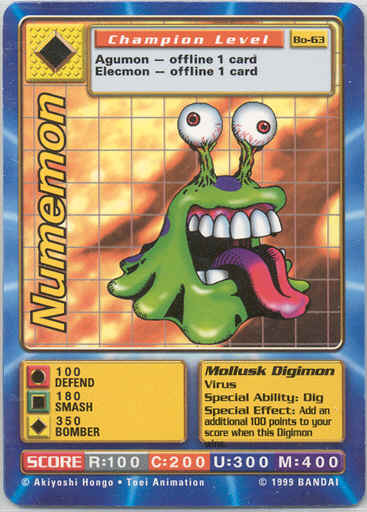 Champion Level
Bo-63
Agumon — offline 1 card
Elecmon — offline 1 card
Numemon
100
DEFEND
180
SMASH
350
BOMBER
Mollusk Digimon
Virus
Special Ability: Dig
Special Effect: Add an
additional 100 points to your
score when this Digimon
wins.
SCORE R:100 C:200 U:300 M:400
© Akiyoshi Hongo • Toei Animation © 1999 BANDAI